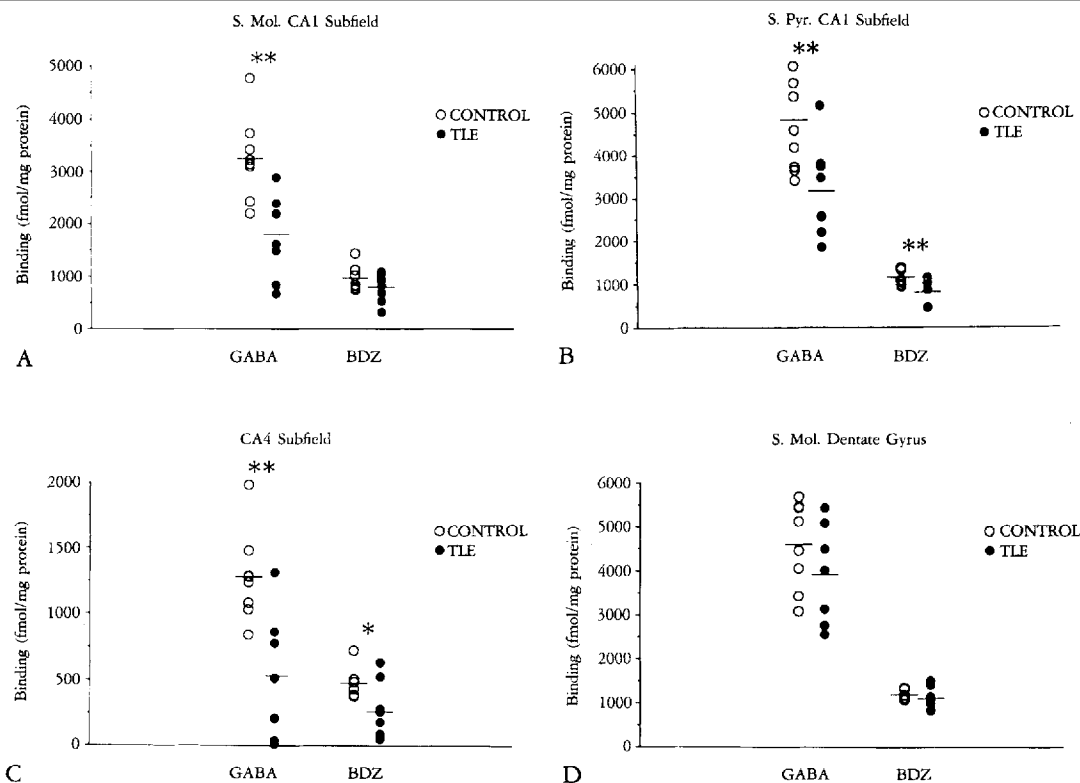 S. Mol. CA1 Subfield
**
5000
4000
3000
2000
1000
0
Binding (fmol/mg protein)
CONTROL
TLE
GABA
BDZ
A
S. Pyr. CA1 Subfield
**
6000
5000
4000
3000
2000
1000
0
Binding (fmol/mg protein)
CONTROL
TLE
**
GABA
BDZ
B
CA4 Subfield
**
2000
1500
1000
500
0
Binding (fmol/mg protein)
CONTROL
TLE
*
GABA
BDZ
C
S. Mol. Dentate Gyrus
6000
5000
4000
3000
2000
1000
0
Binding (fmol/mg protein)
CONTROL
TLE
GABA
BDZ
D